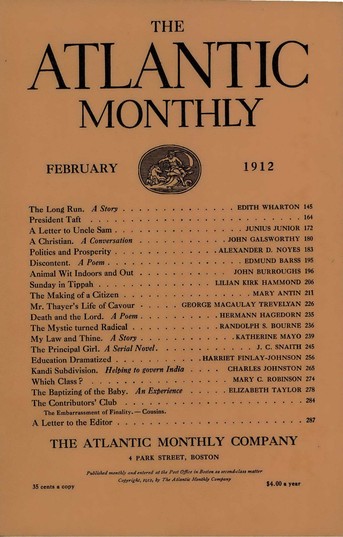 THE
ATLANTIC
MONTHLY
FEBRUARY 1912
The Long Run. A Story . . . . . . . . . . . EDITH WHARTON 145
President Taft . . . . . . . . . . . . . . . . . . . . 164
A Letter to Uncle Sam . . . . . . . . . . . . JUNIUS JUNIOR 172
A Christian. A Conversation . . . . . . . . JOHN GALSWORTHY 180
Politics and Prosperity . . . . . . . . . ALEXANDER D. NOYES 183
Discontent. A Poem . . . . . . . . . . . . . EDMUND BARSS 195
Animal Wit Indoors and Out . . . . . . . . . JOHN BURROUGHS 196
Sunday in Tippah . . . . . . . . . . . LILIAN KIRK HAMMOND 206
The Making of a Citizen . . . . . . . . . . . . MARY ANTIN 211
Mr. Thayer's Life of Cavour . . . . GEORGE MACAULAY TREVELYAN 226
Death and the Lord. A Poem . . . . . . . . HERMANN HAGEDORN 235
The Mystic turned Radical . . . . . . . . RANDOLPH S. BOURNE 236
My Law and Thine. A Story . . . . . . . . . KATHERINE MAYO 239
The Principal Girl. A Serial Novel . . . . . . . J. C. SNAITH 245
Education Dramatized . . . . . . . . HARRIET FINLAY-JOHNSON 256
Kandi Subdivision. Helping to govern India . . CHARLES JOHNSTON 265
Which Class? . . . . . . . . . . . . . . MARY C. ROBINSON 274
The Baptizing of the Baby. An Experience . . ELIZABETH TAYLOR 278
The Contributors' Club . . . . . . . . . . . . . . . . 284
The Embarrassment of Finality. — Cousins.
A Letter to the Editor . . . . . . . . . . . . . . . . . 287
THE ATLANTIC MONTHLY COMPANY
4 PARK STREET, BOSTON
Published monthly and entered at the Post Office in Boston as second-class matter
Copyright, 1912, by The Atlantic Monthly Company
35 cents a copy $4.00 a year